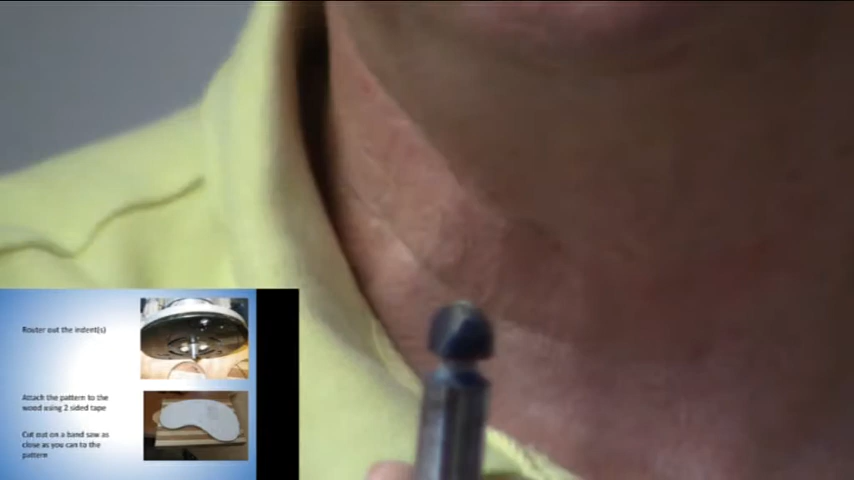 Router out the indent(s)
Attach the pattern to the
wood using 2 sided tape
Cut out on a band saw as
close as you can to the
pattern